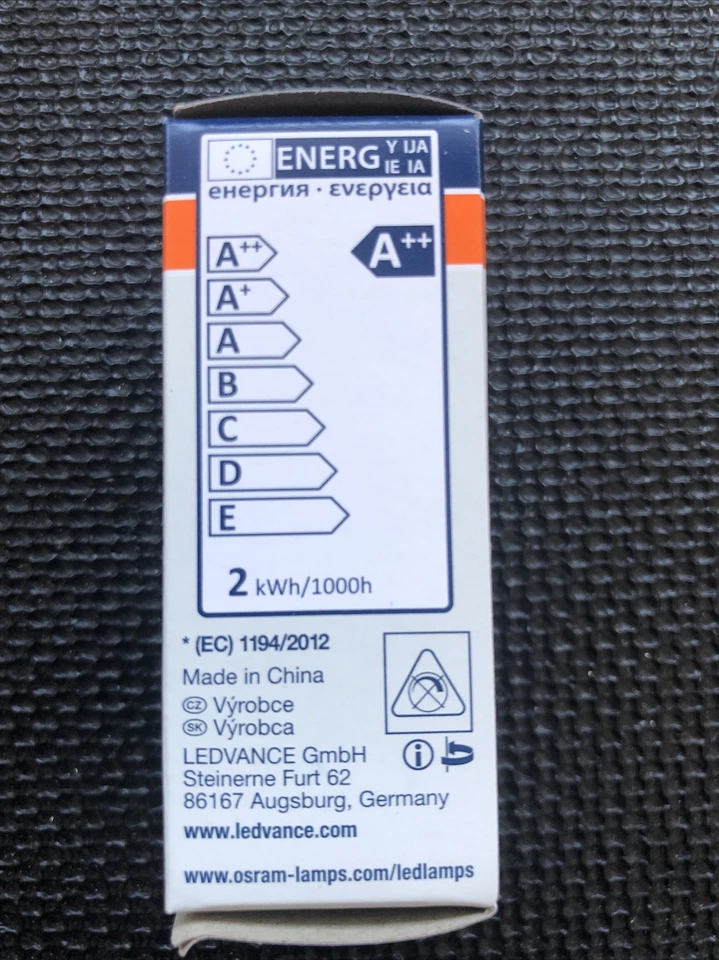 ENERG Y IJA
IE IA
енергия · ενεργεια
A++ A++
A+
A
B
C
D
E
2 kWh/1000h
* (EC) 1194/2012
Made in China
CZ Výrobce
SK Výrobca
LEDVANCE GmbH
Steinerne Furt 62
86167 Augsburg, Germany
www.ledvance.com
www.osram-lamps.com/ledlamps